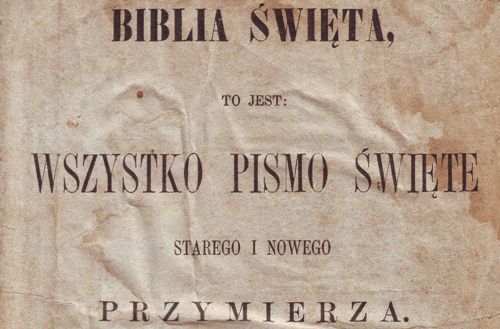 BIBLIA ŚWIĘTA,
TO JEST:
WSZYSTKO PISMO ŚWIĘTE
STAREGO I NOWEGO
PRZYMIERZA.